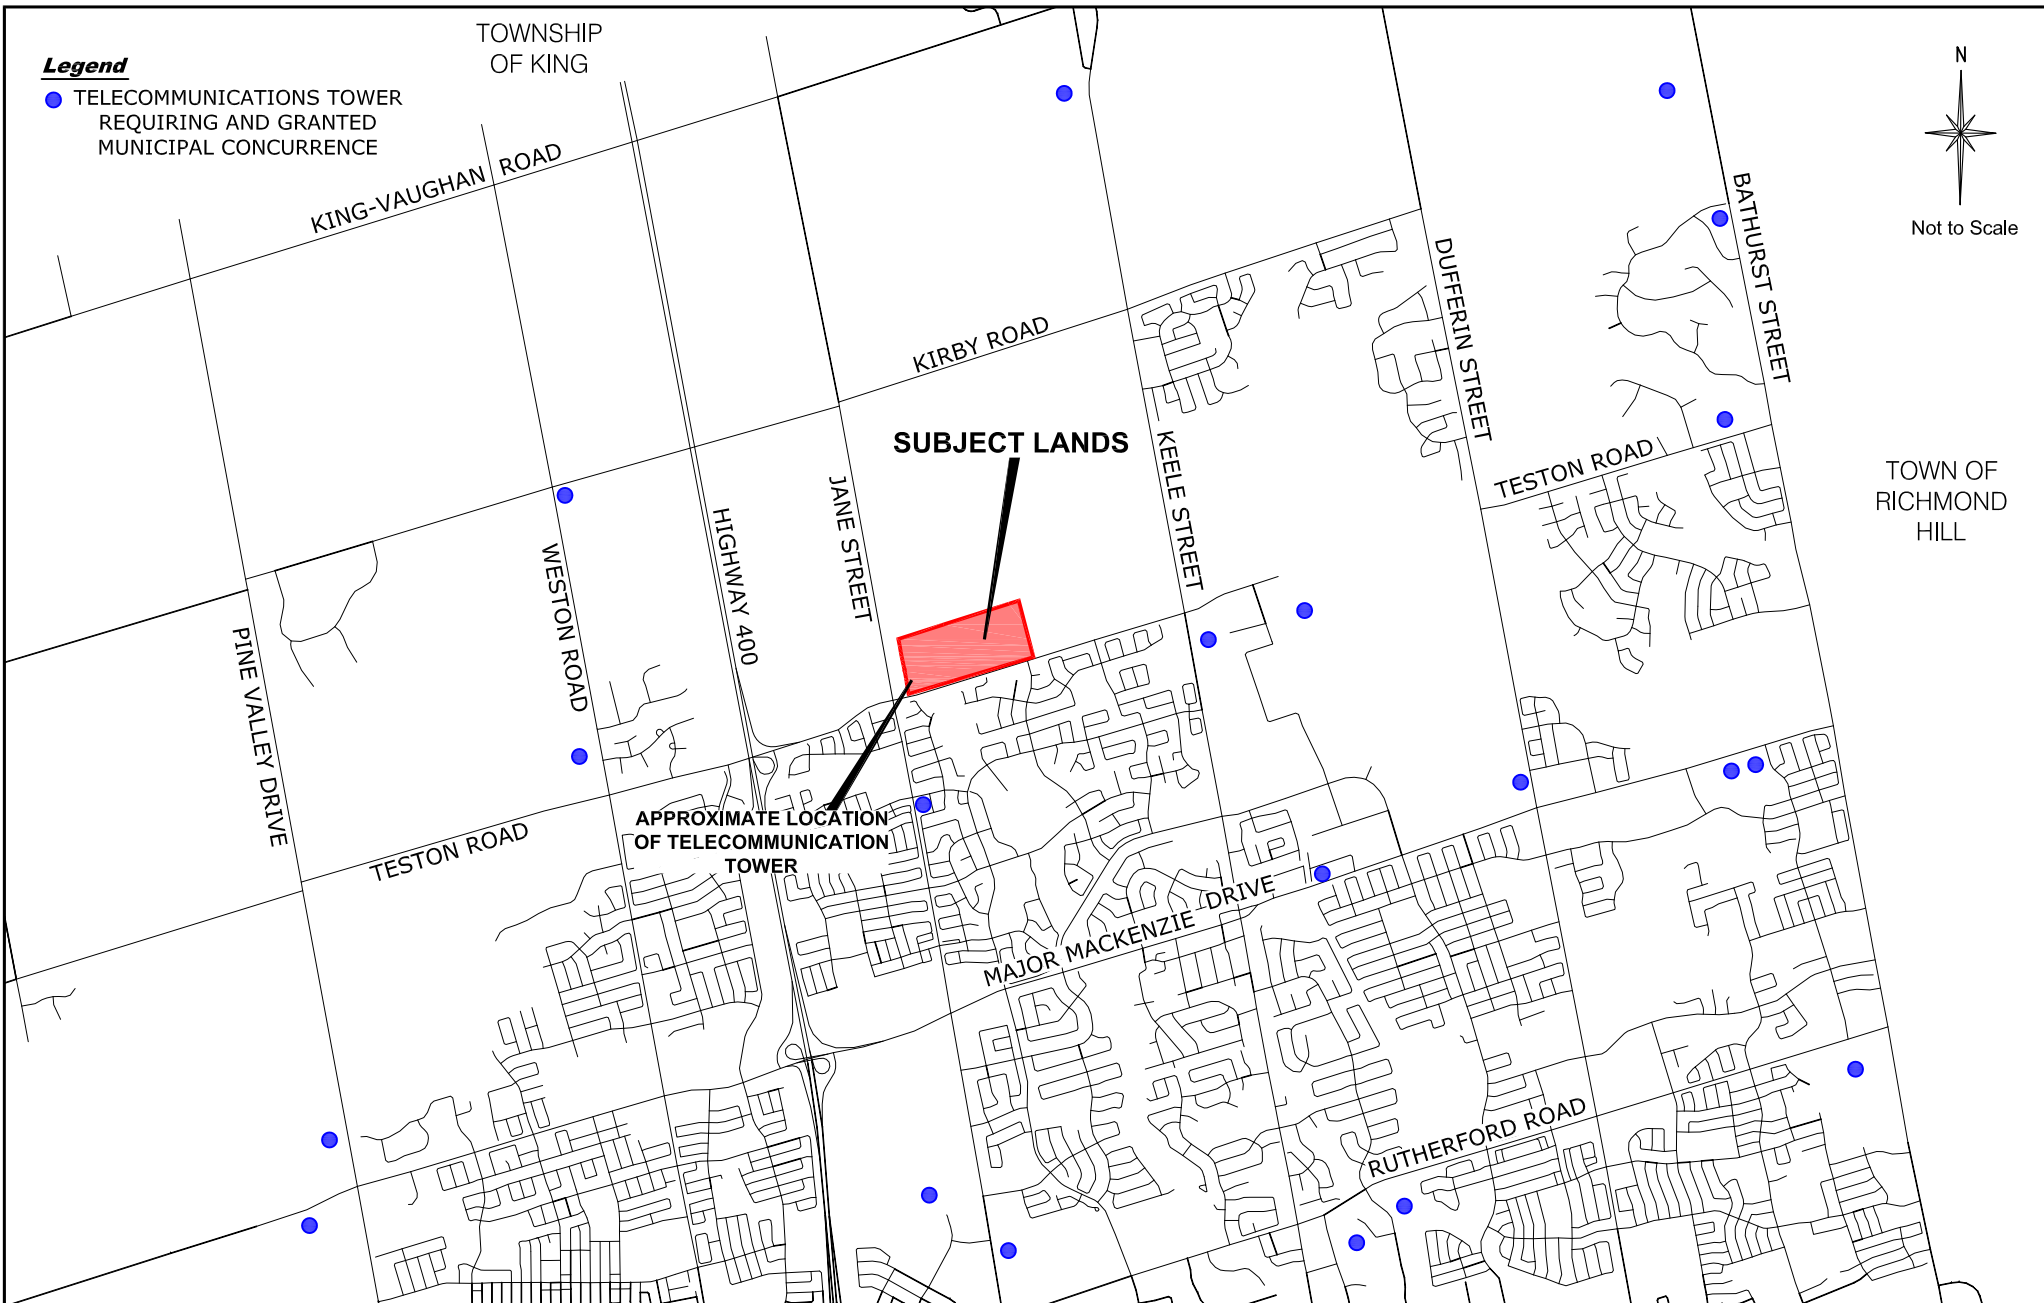 TOWNSHIP
OF KING
Legend
TELECOMMUNICATIONS TOWER
REQUIRING AND GRANTED
MUNICIPAL CONCURRENCE
N
Not to Scale
KING-VAUGHAN ROAD
BATHURST STREET
DUFFERIN STREET
KIRBY ROAD
SUBJECT LANDS
KEELE STREET
TESTON ROAD
TOWN OF
RICHMOND
HILL
JANE STREET
HIGHWAY 400
WESTON ROAD
PINE VALLEY DRIVE
APPROXIMATE LOCATION
OF TELECOMMUNICATION
TOWER
TESTON ROAD
MAJOR MACKENZIE DRIVE
RUTHERFORD ROAD